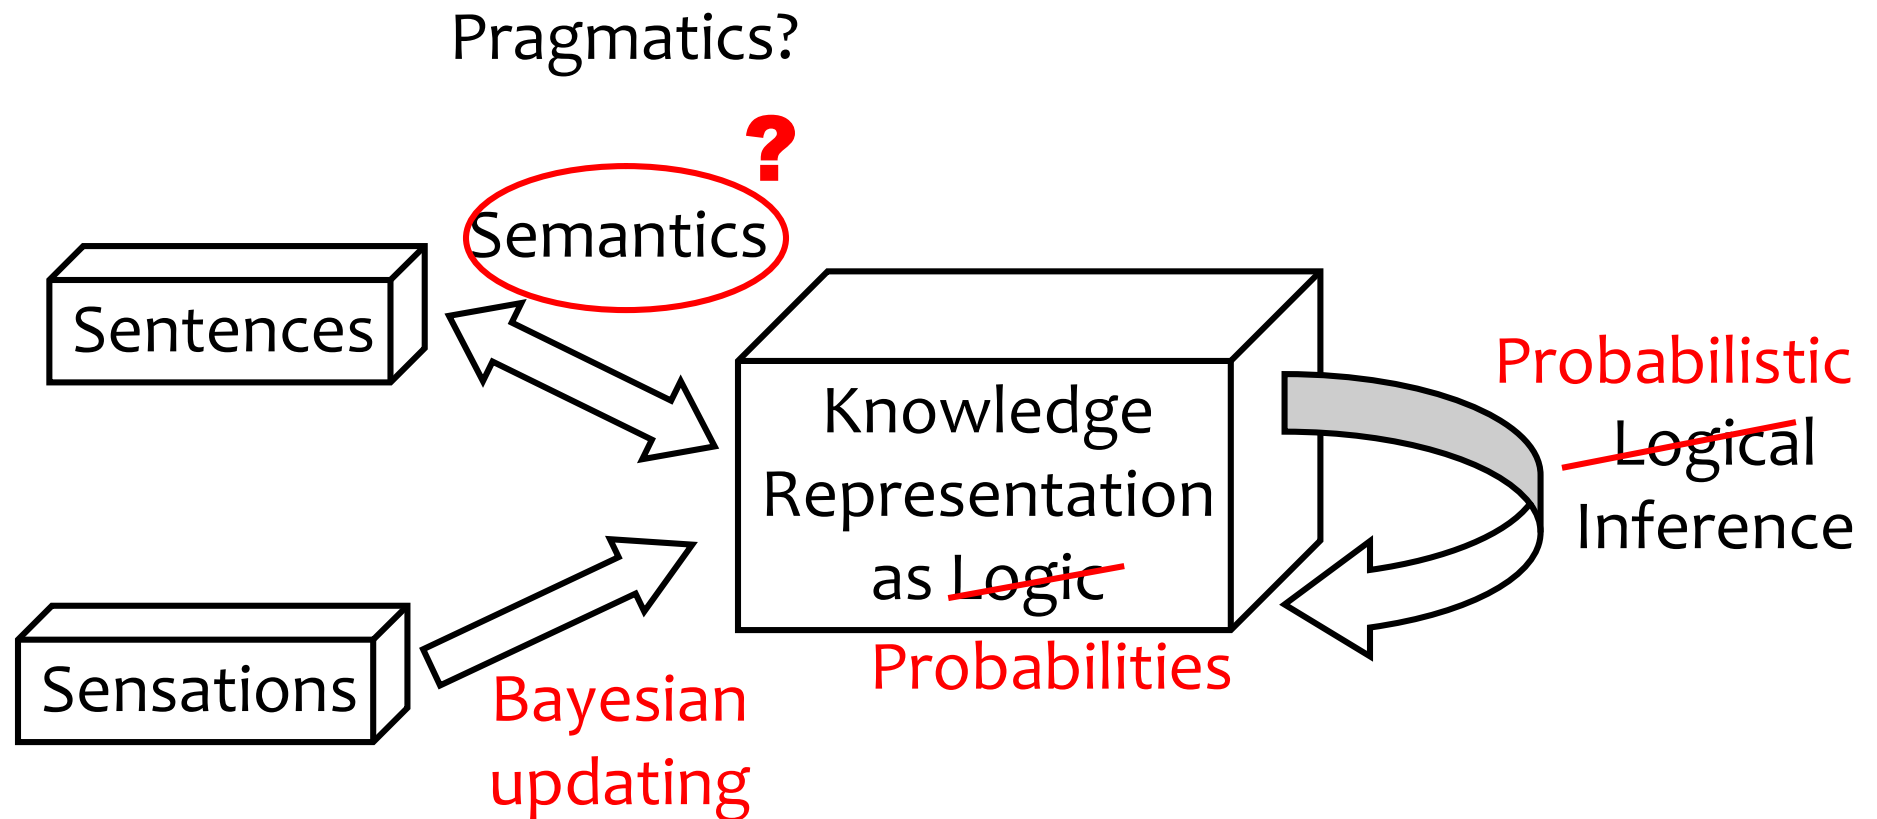 Pragmatics?
?
Semantics
Sentences
Knowledge
Representation
as Logic
Probabilities
Probabilistic
Logical
Inference
Sensations
Bayesian
updating